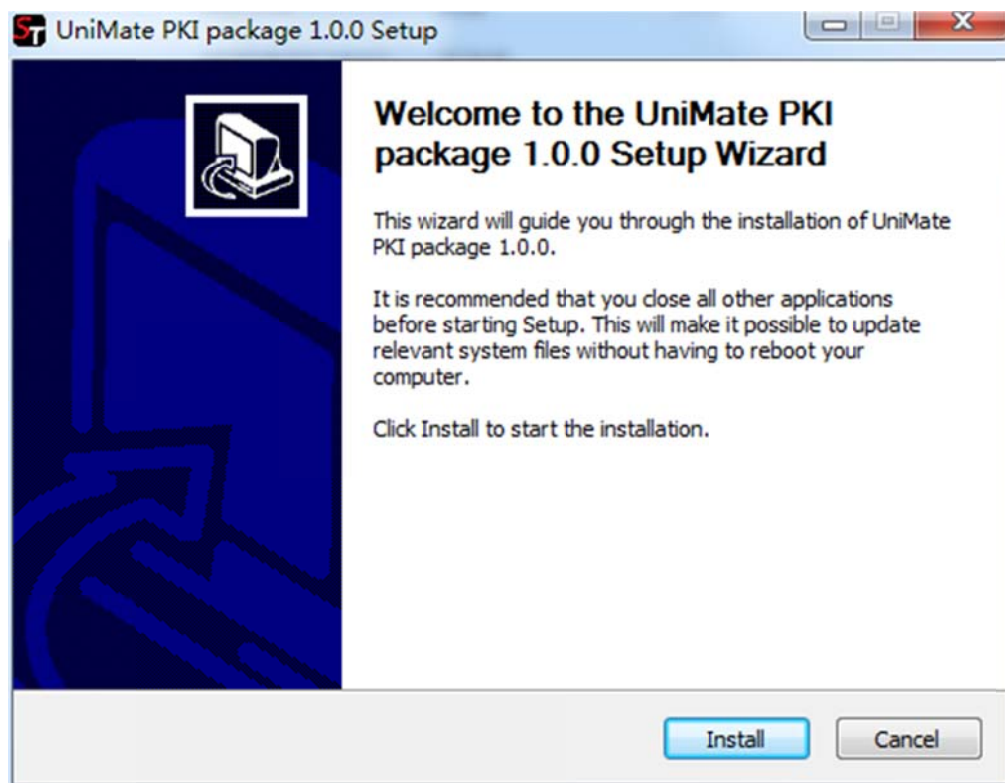 ST UniMate PKI package 1.0.0 Setup
Welcome to the UniMate PKI
package 1.0.0 Setup Wizard
This wizard will guide you through the installation of UniMate
PKI package 1.0.0.
It is recommended that you close all other applications
before starting Setup. This will make it possible to update
relevant system files without having to reboot your
computer.
Click Install to start the installation.
Install Cancel